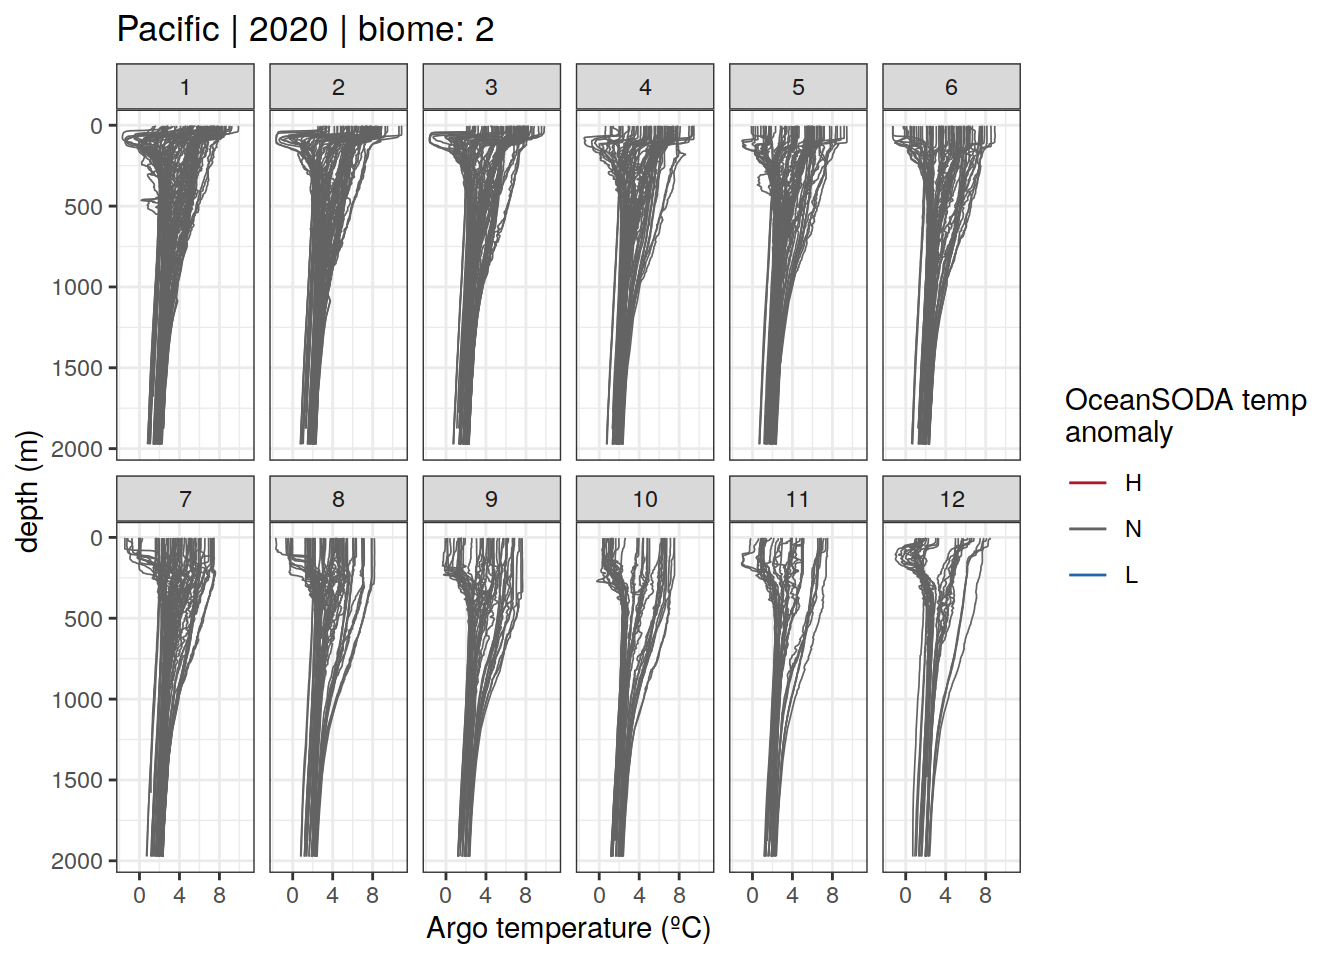 Pacific | 2020 | biome: 2
1 2 3 4 5 6
0
500
1000
1500
2000
7 8 9 10 11 12
0
500
1000
1500
2000
0 4 8 0 4 8 0 4 8 0 4 8 0 4 8 0 4 8
Argo temperature (ºC)
depth (m)
OceanSODA temp
anomaly
H
N
L